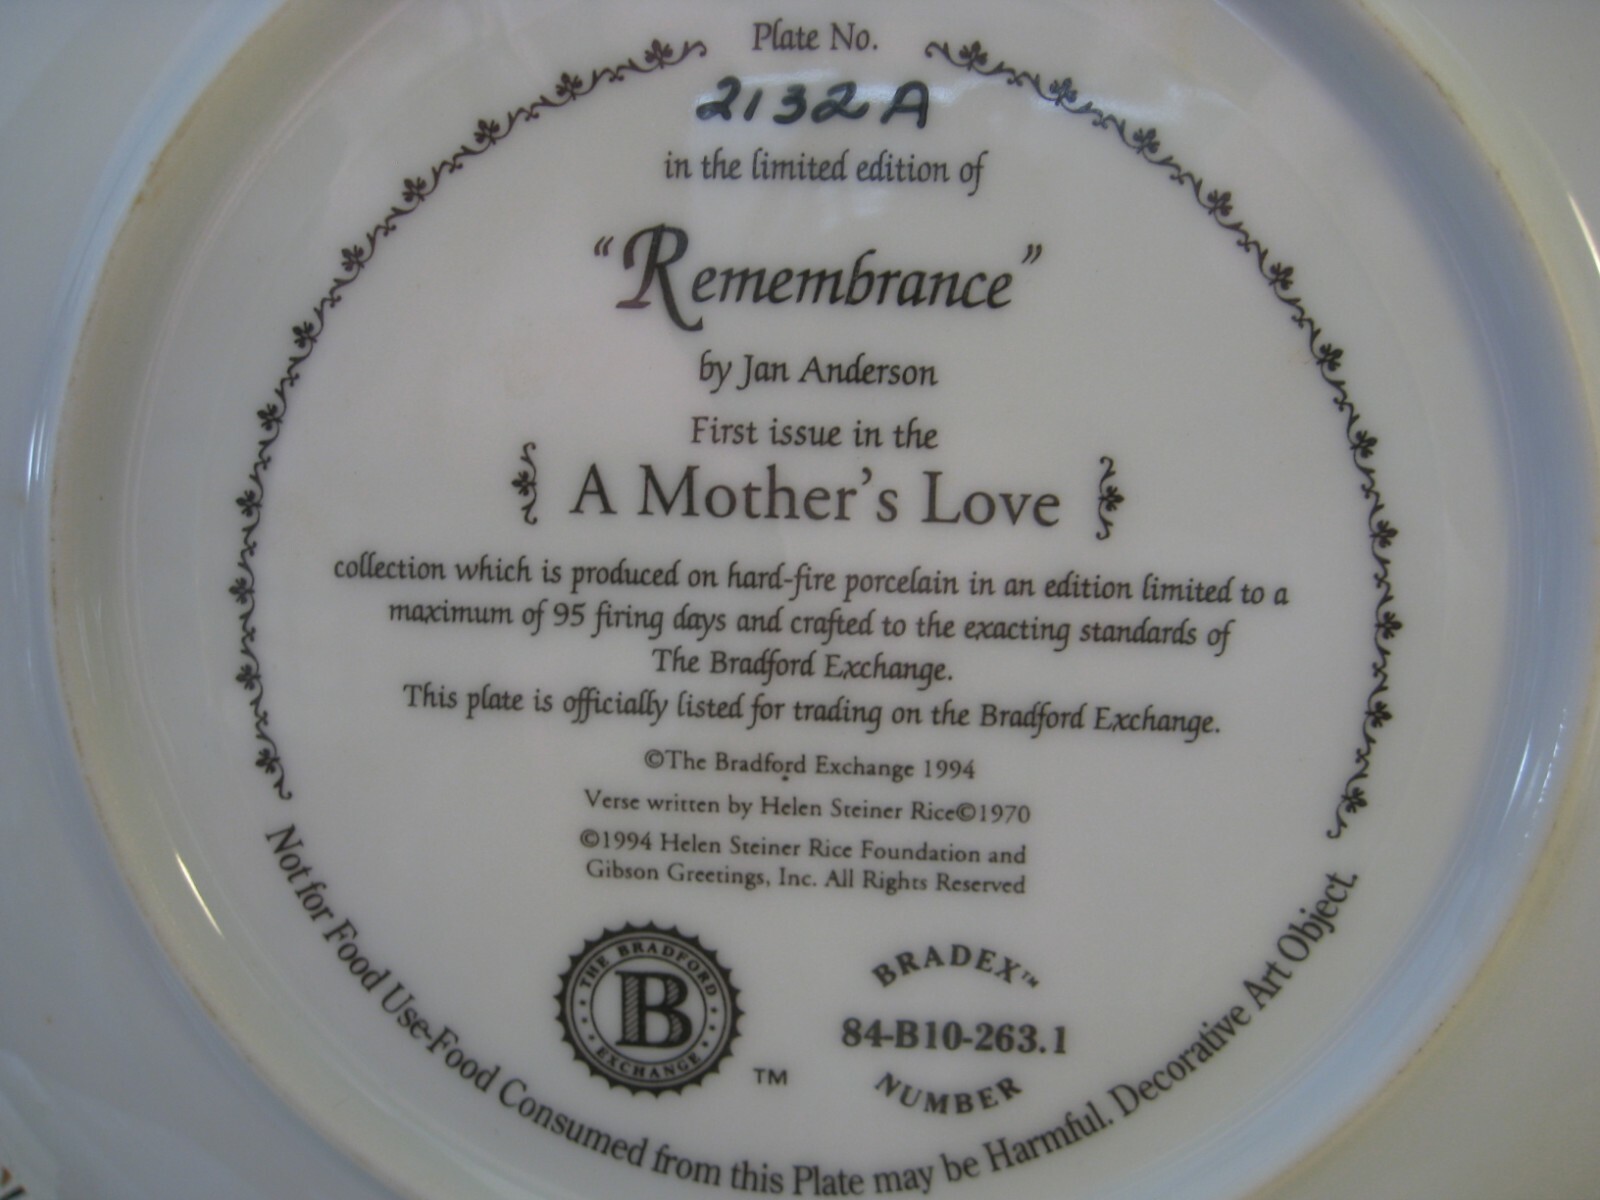 Plate No.
2132A
in the limited edition of
"Remembrance"
by Jan Anderson
First issue in the
A Mother's Love
collection which is produced on hard-fire porcelain in an edition limited to a
maximum of 95 firing days and crafted to the exacting standards of
The Bradford Exchange.
This plate is officially listed for trading on the Bradford Exchange.
©The Bradford Exchange 1994
Verse written by Helen Steiner Rice©1970
©1994 Helen Steiner Rice Foundation and
Gibson Greetings, Inc. All Rights Reserved
THE BRADFORD
B
EXCHANGE
TM
BRADEX™
84-B10-263.1
NUMBER
Not for Food Use-Food Consumed from this Plate may be Harmful. Decorative Art Object.